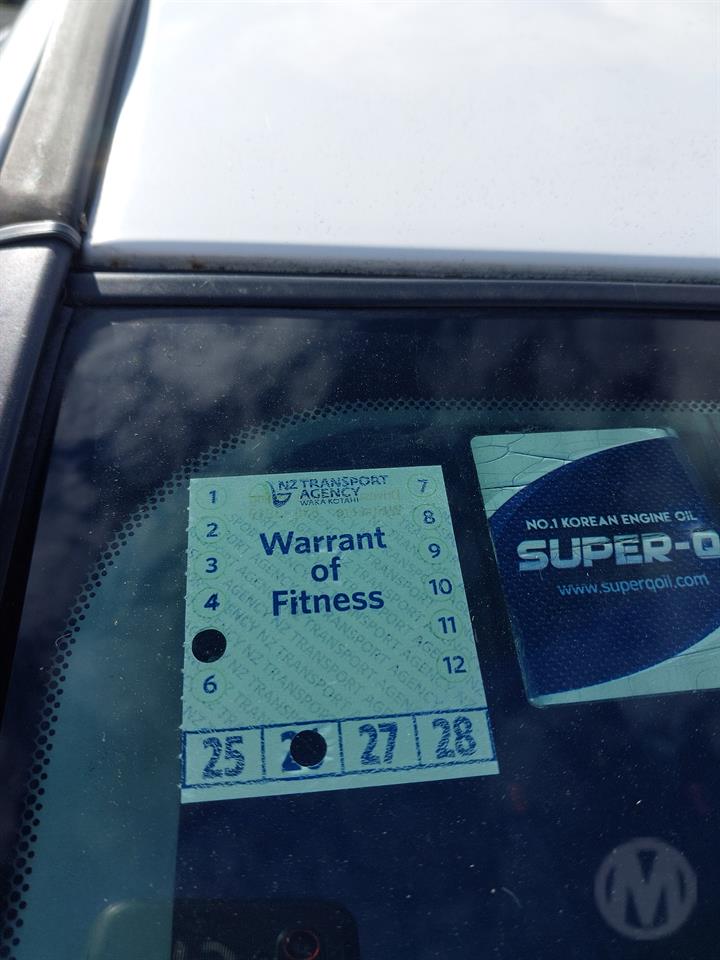 NZ TRANSPORT
AGENCY
WAKA KOTAHI
Warrant
of
Fitness
1
2
3
4
6
7
8
9
10
11
12
25 27 28
NO.1 KOREAN ENGINE OIL
SUPER-Q
www.superqoil.com
M